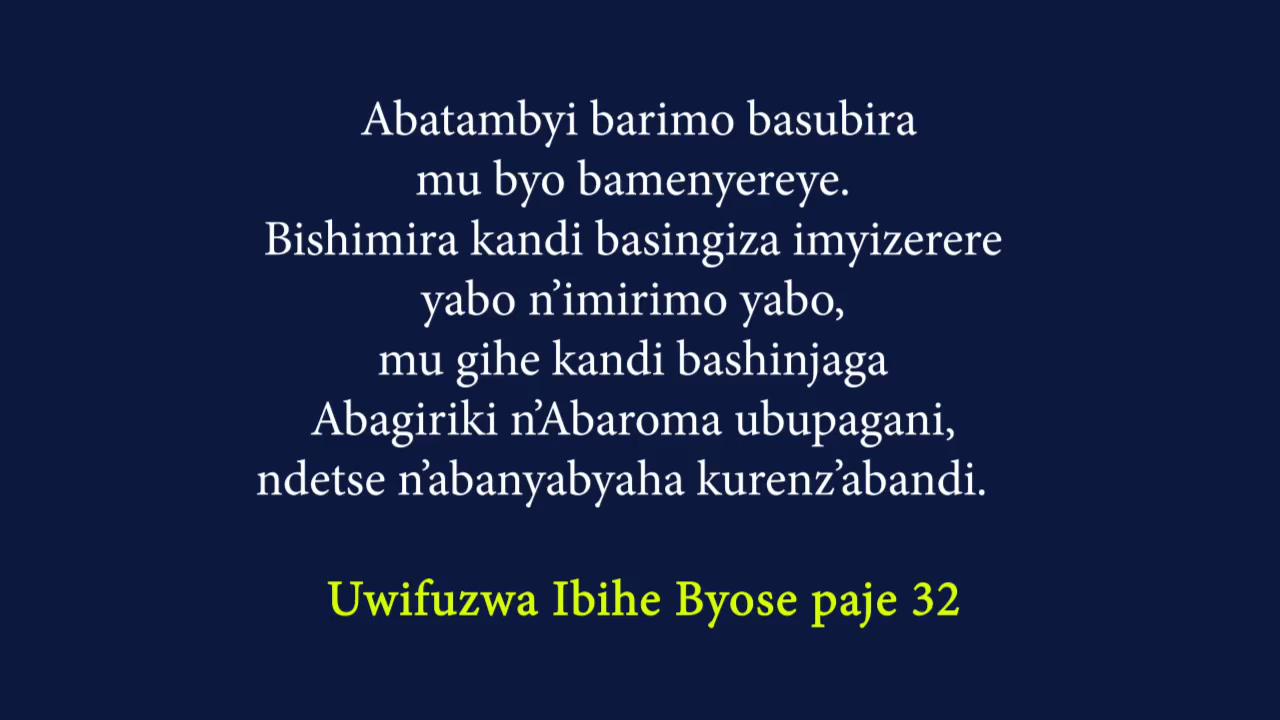 Abatambyi barimo basubira
mu byo bamenyereye.
Bishimira kandi basingiza imyizerere
yabo n’imirimo yabo,
mu gihe kandi bashinjaga
Abagiriki n’Abaroma ubupagani,
ndetse n’abanyabyaha kurenz’abandi.
Uwifuzwa Ibihe Byose paje 32